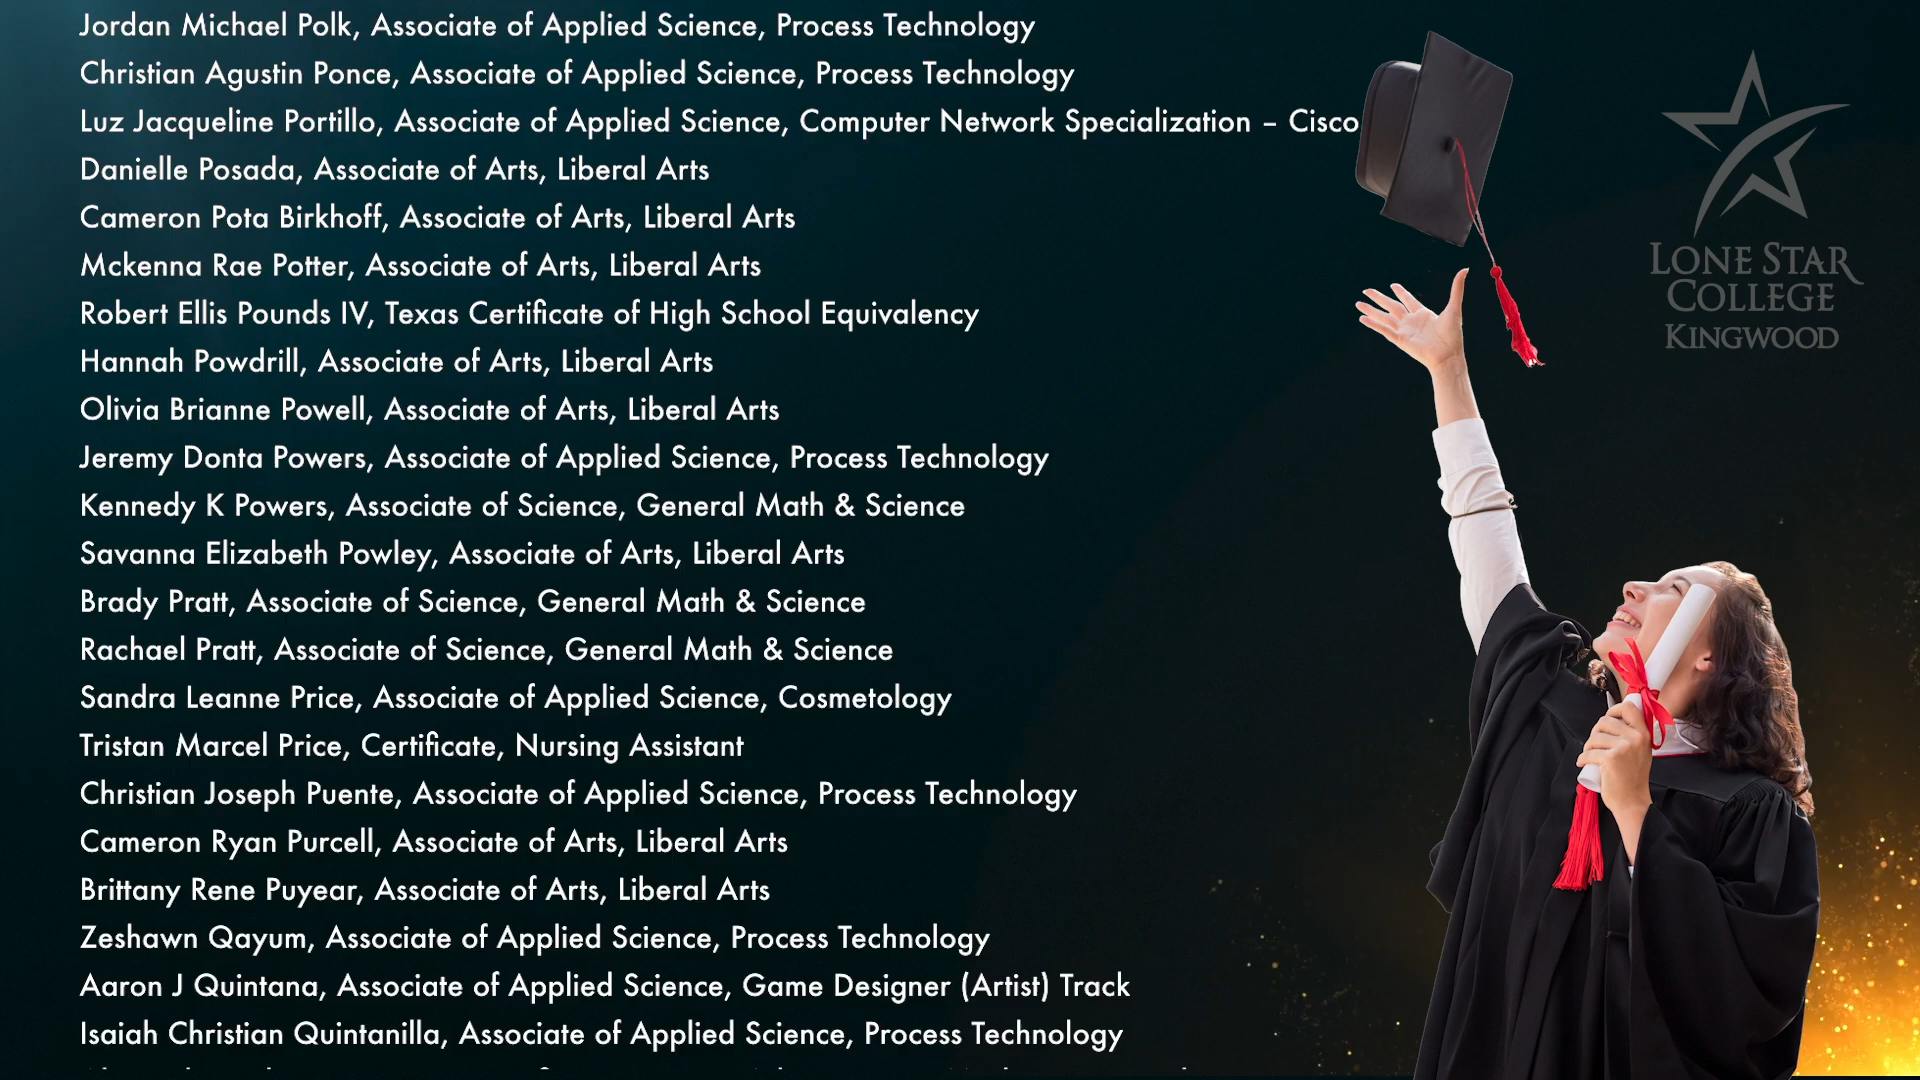 Jordan Michael Polk, Associate of Applied Science, Process Technology
Christian Agustin Ponce, Associate of Applied Science, Process Technology
Luz Jacqueline Portillo, Associate of Applied Science, Computer Network Specialization – Cisco
Danielle Posada, Associate of Arts, Liberal Arts
Cameron Pota Birkhoff, Associate of Arts, Liberal Arts
Mckenna Rae Potter, Associate of Arts, Liberal Arts
Robert Ellis Pounds IV, Texas Certificate of High School Equivalency
Hannah Powdrill, Associate of Arts, Liberal Arts
Olivia Brianne Powell, Associate of Arts, Liberal Arts
Jeremy Donta Powers, Associate of Applied Science, Process Technology
Kennedy K Powers, Associate of Science, General Math & Science
Savanna Elizabeth Powley, Associate of Arts, Liberal Arts
Brady Pratt, Associate of Science, General Math & Science
Rachael Pratt, Associate of Science, General Math & Science
Sandra Leanne Price, Associate of Applied Science, Cosmetology
Tristan Marcel Price, Certificate, Nursing Assistant
Christian Joseph Puente, Associate of Applied Science, Process Technology
Cameron Ryan Purcell, Associate of Arts, Liberal Arts
Brittany Rene Puyear, Associate of Arts, Liberal Arts
Zeshawn Qayum, Associate of Applied Science, Process Technology
Aaron J Quintana, Associate of Applied Science, Game Designer (Artist) Track
Isaiah Christian Quintanilla, Associate of Applied Science, Process Technology
LONE STAR
COLLEGE
KINGWOOD